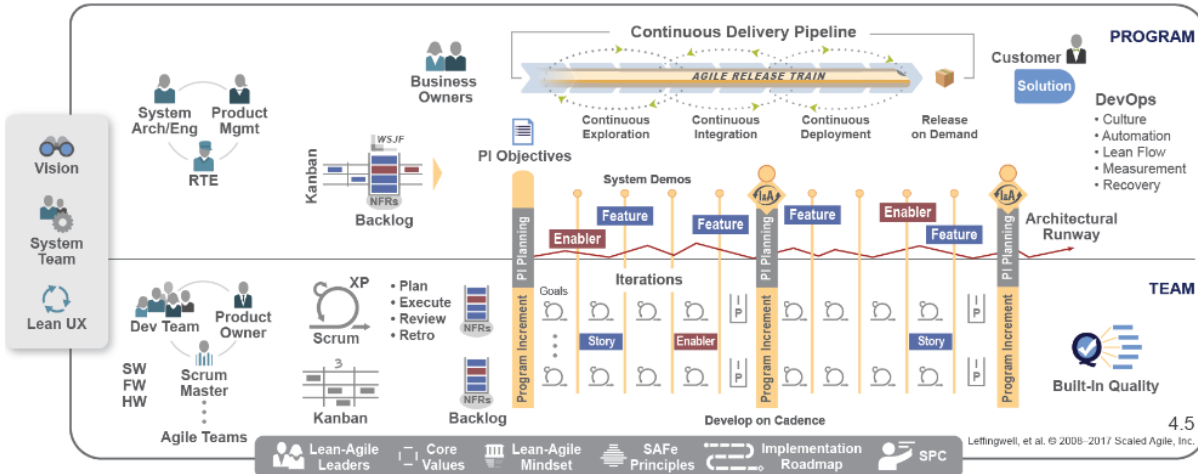 Continuous Delivery Pipeline
PROGRAM
AGILE RELEASE TRAIN
Continuous Exploration
Continuous Integration
Continuous Deployment
Release on Demand
Business Owners
Customer
Solution
DevOps
• Culture
• Automation
• Lean Flow
• Measurement
• Recovery
System Arch/Eng
Product Mgmt
RTE
Vision
System Team
Lean UX
Kanban
WSJF
NFRs
Backlog
PI Objectives
System Demos
Enabler
Feature
Feature
Feature
Enabler
Feature
I&A
I&A
Architectural Runway
PI Planning
PI Planning
PI Planning
TEAM
Dev Team
Product Owner
Scrum Master
SW
FW
HW
Agile Teams
XP
Scrum
• Plan
• Execute
• Review
• Retro
3
Kanban
NFRs
NFRs
Backlog
Program Increment
Program Increment
Program Increment
Iterations
Goals
Story
Enabler
Story
I P
I P
I P
I P
Develop on Cadence
Built-In Quality
4.5
Leffingwell, et al. © 2008–2017 Scaled Agile, Inc.
Lean-Agile Leaders
Core Values
Lean-Agile Mindset
SAFe Principles
Implementation Roadmap
SPC